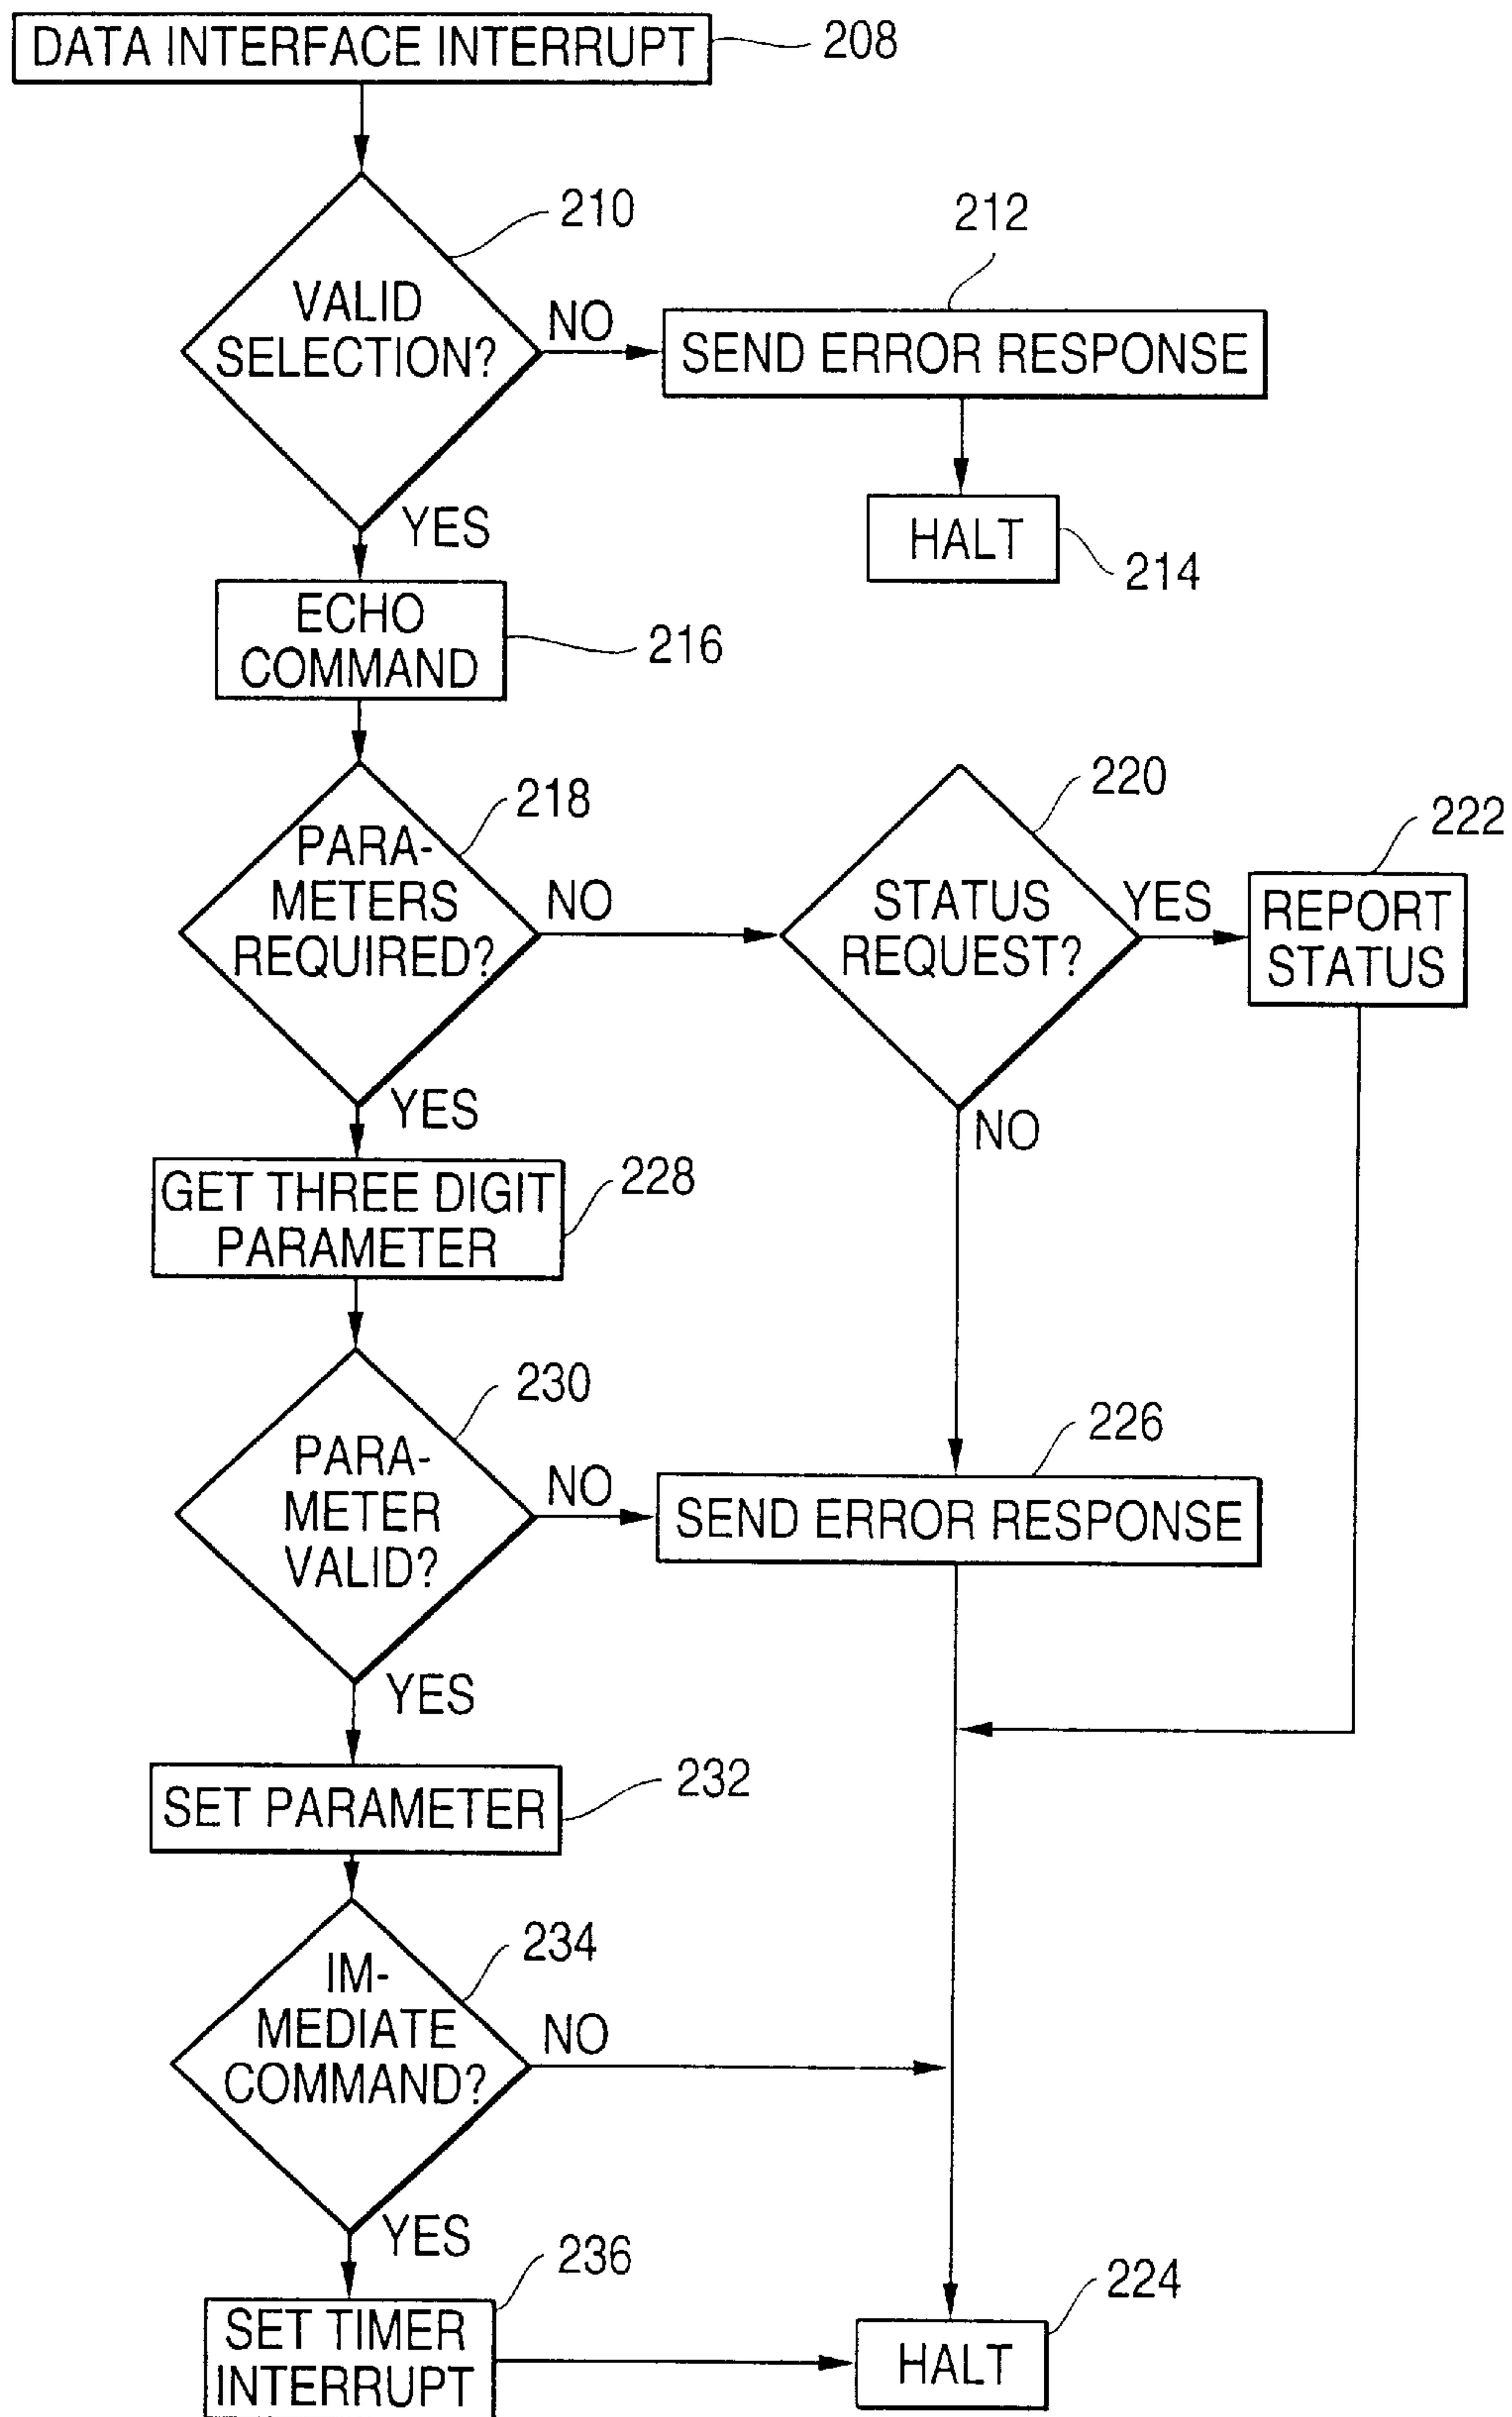 DATA INTERFACE INTERRUPT
208
210
VALID
SELECTION?
NO
212
SEND ERROR RESPONSE
HALT
214
YES
ECHO
COMMAND
216
218
PARA-
METERS
REQUIRED?
NO
220
STATUS
REQUEST?
YES
222
REPORT
STATUS
YES
NO
GET THREE DIGIT
PARAMETER
228
230
PARA-
METER
VALID?
NO
226
SEND ERROR RESPONSE
YES
SET PARAMETER
232
234
IM-
MEDIATE
COMMAND?
NO
YES
236
SET TIMER
INTERRUPT
224
HALT